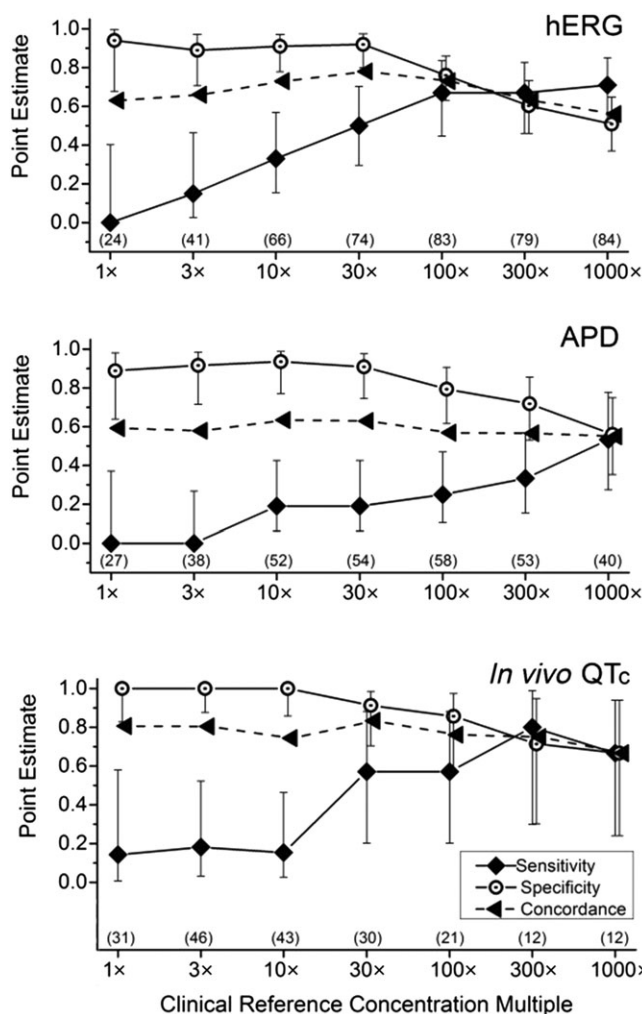 hERG
Point Estimate
1.0
0.8
0.6
0.4
0.2
0.0
(24) (41) (66) (74) (83) (79) (84)
1× 3× 10× 30× 100× 300× 1000×
APD
Point Estimate
1.0
0.8
0.6
0.4
0.2
0.0
(27) (38) (52) (54) (58) (53) (40)
1× 3× 10× 30× 100× 300× 1000×
In vivo QTc
Point Estimate
1.0
0.8
0.6
0.4
0.2
0.0
Sensitivity
Specificity
Concordance
(31) (46) (43) (30) (21) (12) (12)
1× 3× 10× 30× 100× 300× 1000×
Clinical Reference Concentration Multiple